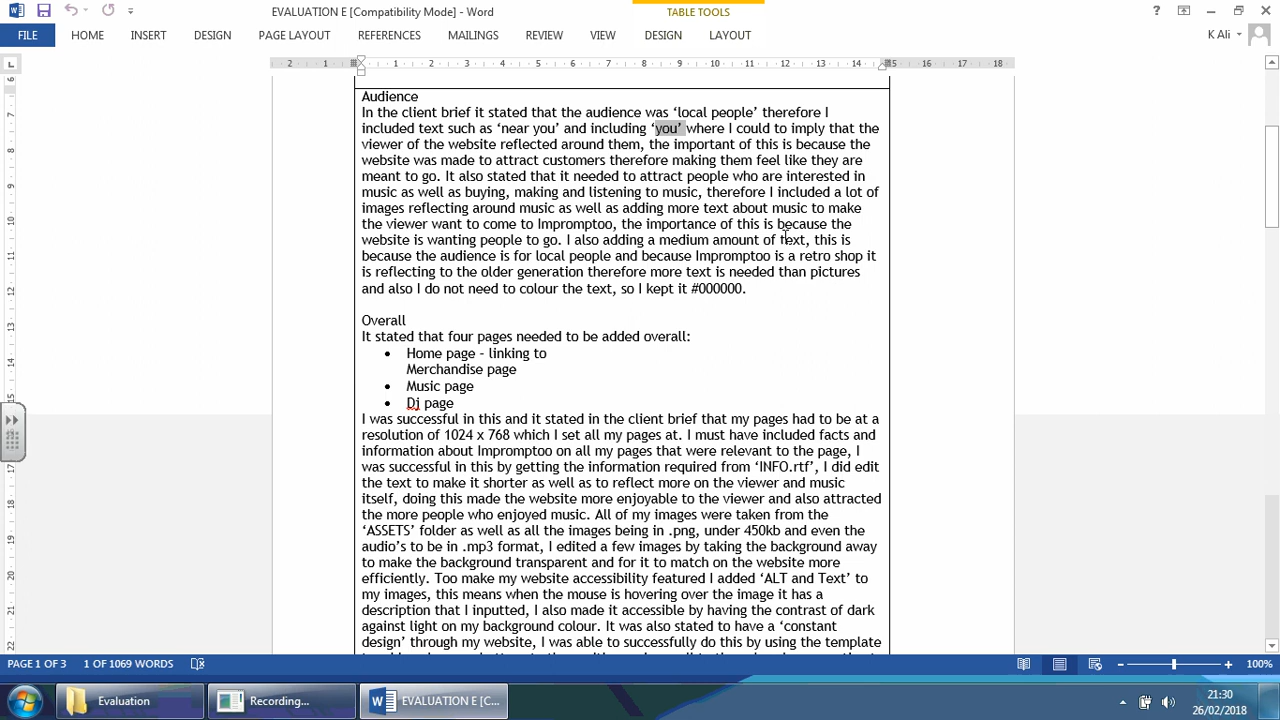 EVALUATION E [Compatibility Mode] - Word
TABLE TOOLS
FILE HOME INSERT DESIGN PAGE LAYOUT REFERENCES MAILINGS REVIEW VIEW DESIGN LAYOUT K Ali
2 1 1 2 3 4 5 6 7 8 9 10 11 12 13 14 15 16 17 18
Audience
In the client brief it stated that the audience was ‘local people’ therefore I
included text such as ‘near you’ and including ‘you’ where I could to imply that the
viewer of the website reflected around them, the important of this is because the
website was made to attract customers therefore making them feel like they are
meant to go. It also stated that it needed to attract people who are interested in
music as well as buying, making and listening to music, therefore I included a lot of
images reflecting around music as well as adding more text about music to make
the viewer want to come to Impromptoo, the importance of this is because the
website is wanting people to go. I also adding a medium amount of text, this is
because the audience is for local people and because Impromptoo is a retro shop it
is reflecting to the older generation therefore more text is needed than pictures
and also I do not need to colour the text, so I kept it #000000.
Overall
It stated that four pages needed to be added overall:
• Home page – linking to
Merchandise page
• Music page
• Dj page
I was successful in this and it stated in the client brief that my pages had to be at a
resolution of 1024 x 768 which I set all my pages at. I must have included facts and
information about Impromptoo on all my pages that were relevant to the page, I
was successful in this by getting the information required from ‘INFO.rtf’, I did edit
the text to make it shorter as well as to reflect more on the viewer and music
itself, doing this made the website more enjoyable to the viewer and also attracted
the more people who enjoyed music. All of my images were taken from the
‘ASSETS’ folder as well as all the images being in .png, under 450kb and even the
audio’s to be in .mp3 format, I edited a few images by taking the background away
to make the background transparent and for it to match on the website more
efficiently. Too make my website accessibility featured I added ‘ALT and Text’ to
my images, this means when the mouse is hovering over the image it has a
description that I inputted, I also made it accessible by having the contrast of dark
against light on my background colour. It was also stated to have a ‘constant
design’ through my website, I was able to successfully do this by using the template
PAGE 1 OF 3 1 OF 1069 WORDS 100%
Evaluation Recording... EVALUATION E [C...
21:30
26/02/2018